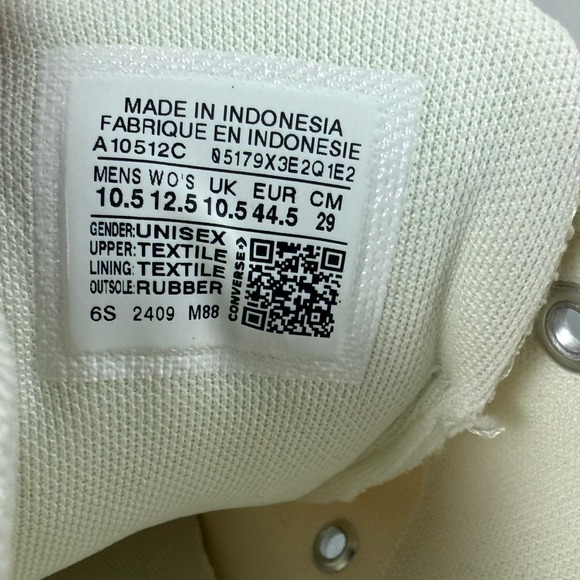 MADE IN INDONESIA
FABRIQUE EN INDONESIE
A10512C 05179X3E2Q1E2
MENS WO'S UK EUR CM
10.5 12.5 10.5 44.5 29
GENDER:UNISEX
UPPER:TEXTILE
LINING:TEXTILE
OUTSOLE:RUBBER
6S 2409 M88
CONVERSE